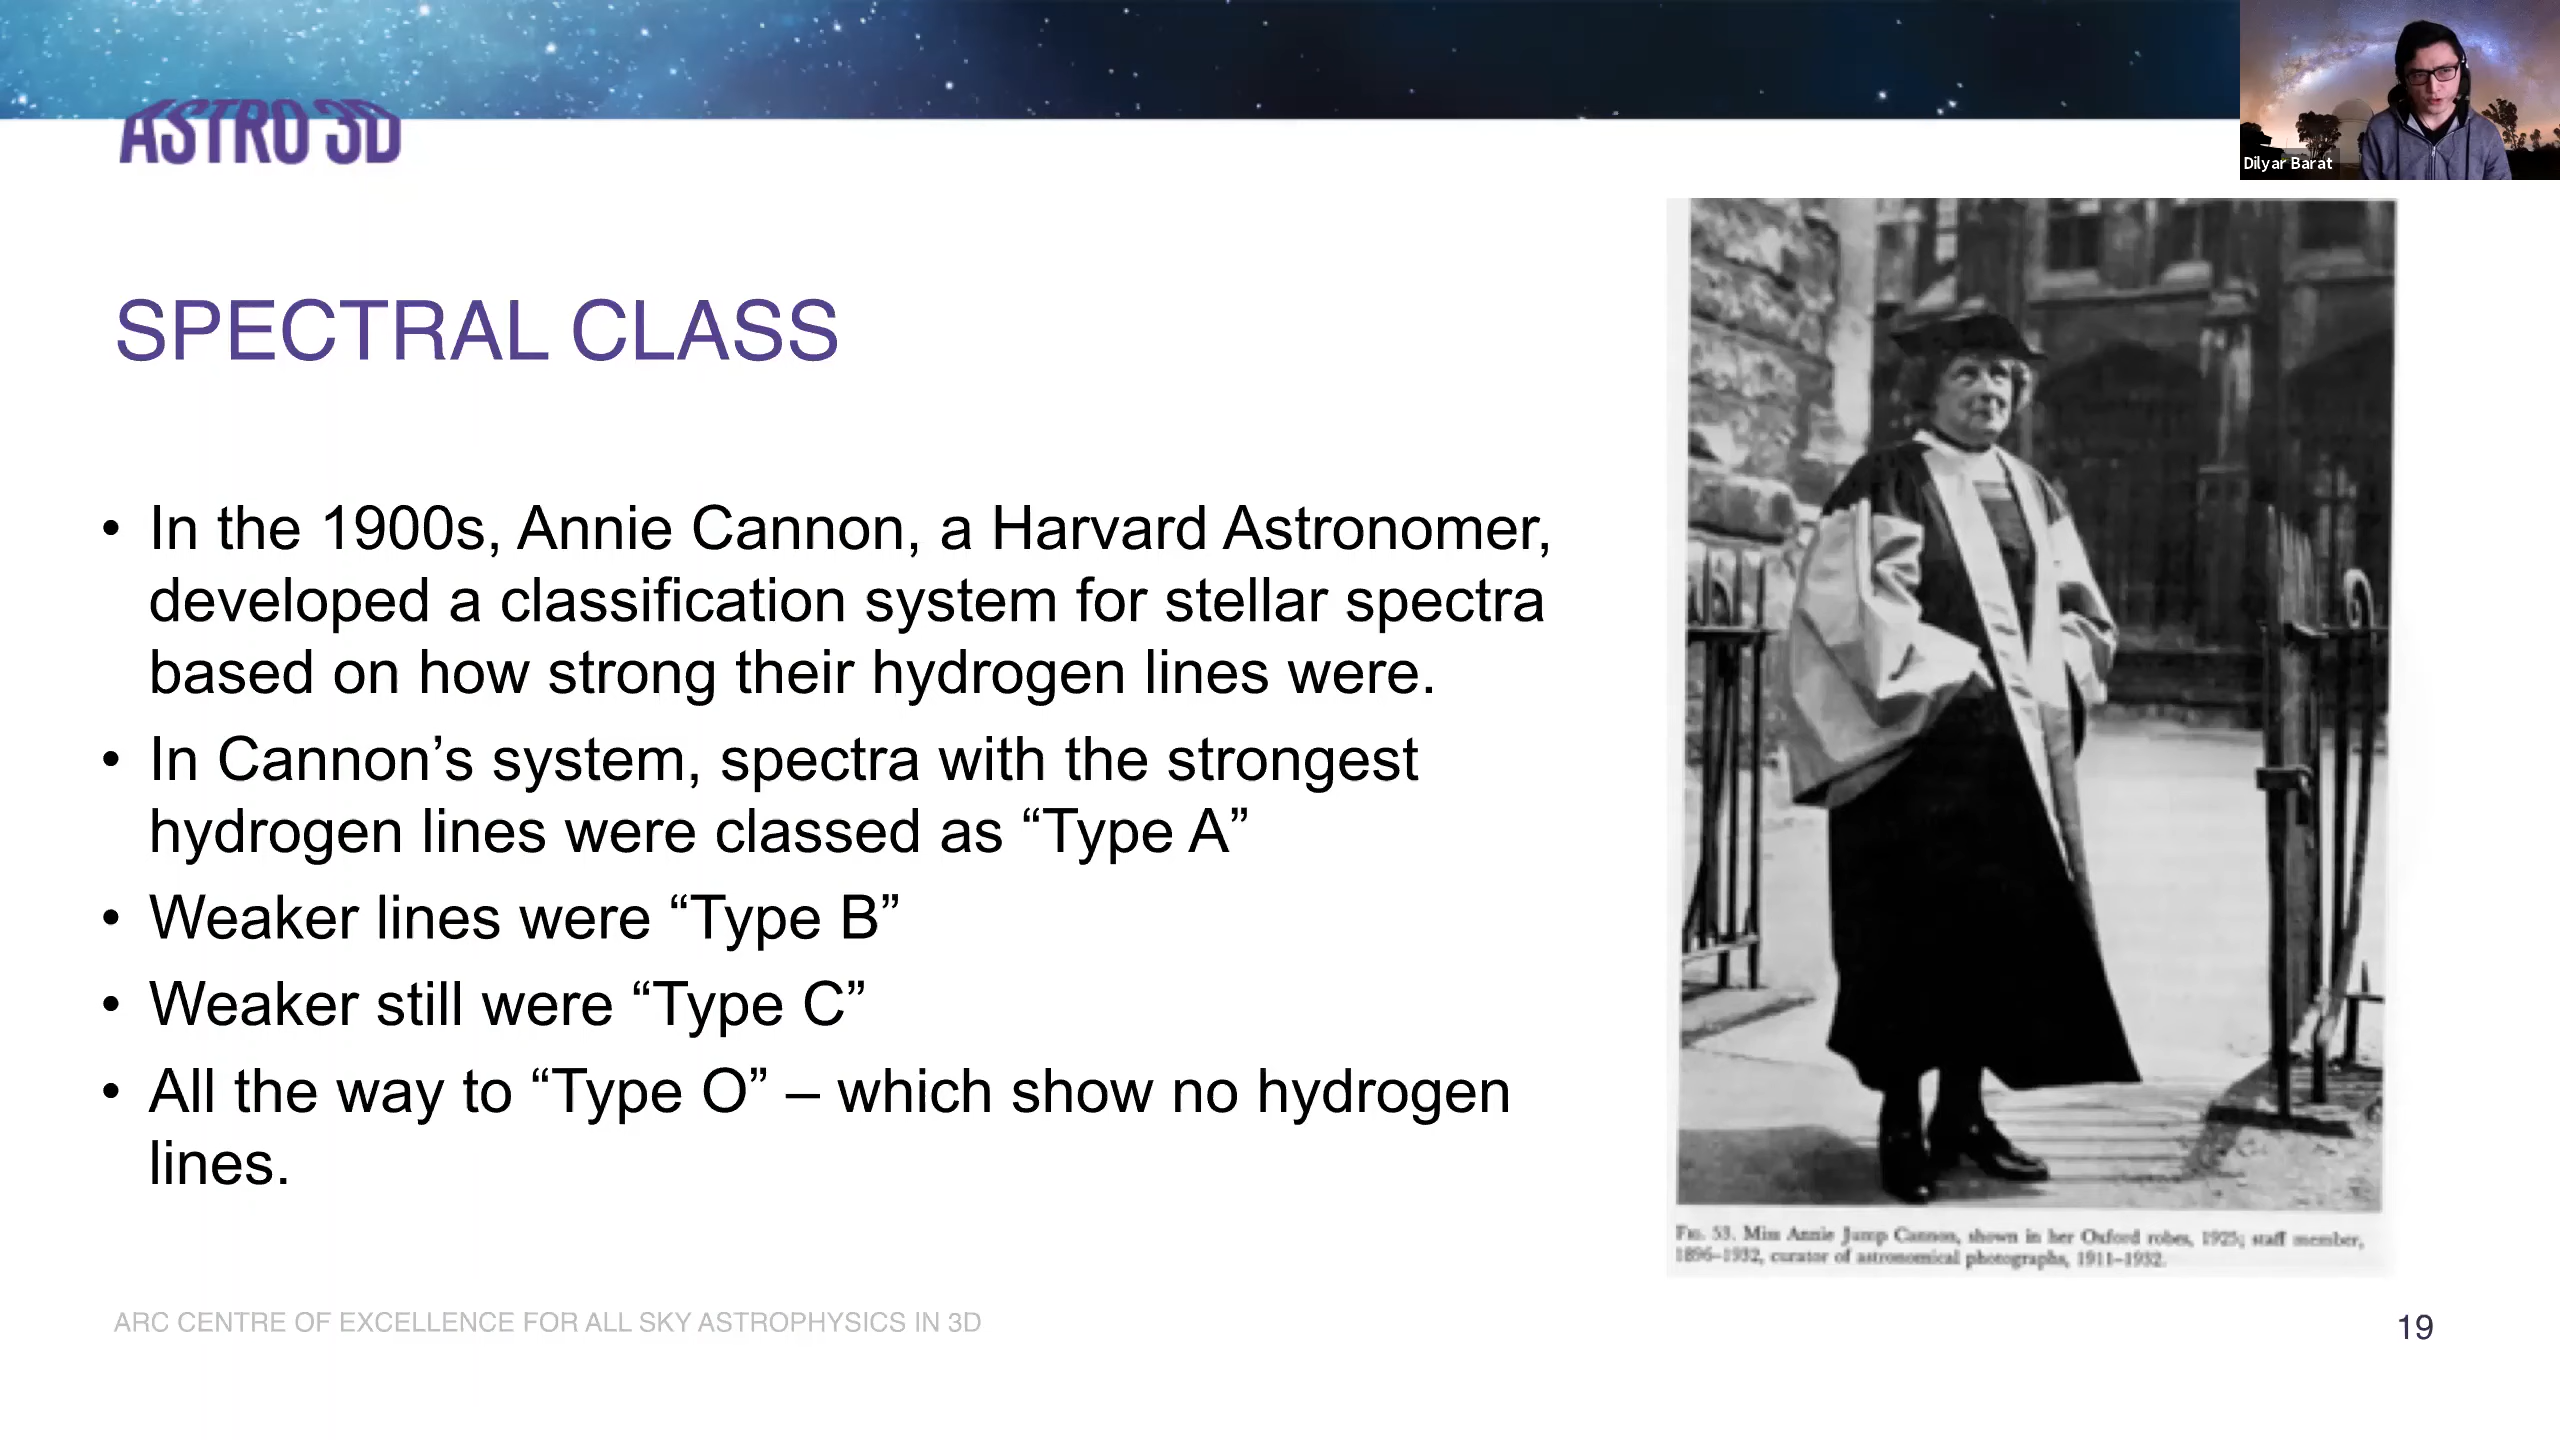 ASTRO 3D
Dilyar Barat
SPECTRAL CLASS
• In the 1900s, Annie Cannon, a Harvard Astronomer,
developed a classification system for stellar spectra
based on how strong their hydrogen lines were.
• In Cannon’s system, spectra with the strongest
hydrogen lines were classed as “Type A”
• Weaker lines were “Type B”
• Weaker still were “Type C”
• All the way to “Type O” – which show no hydrogen
lines.
Fig. 53. Miss Annie Jump Cannon, shown in her Oxford robes, 1925; staff member,
1896–1932, curator of astronomical photographs, 1911–1932.
ARC CENTRE OF EXCELLENCE FOR ALL SKY ASTROPHYSICS IN 3D
19